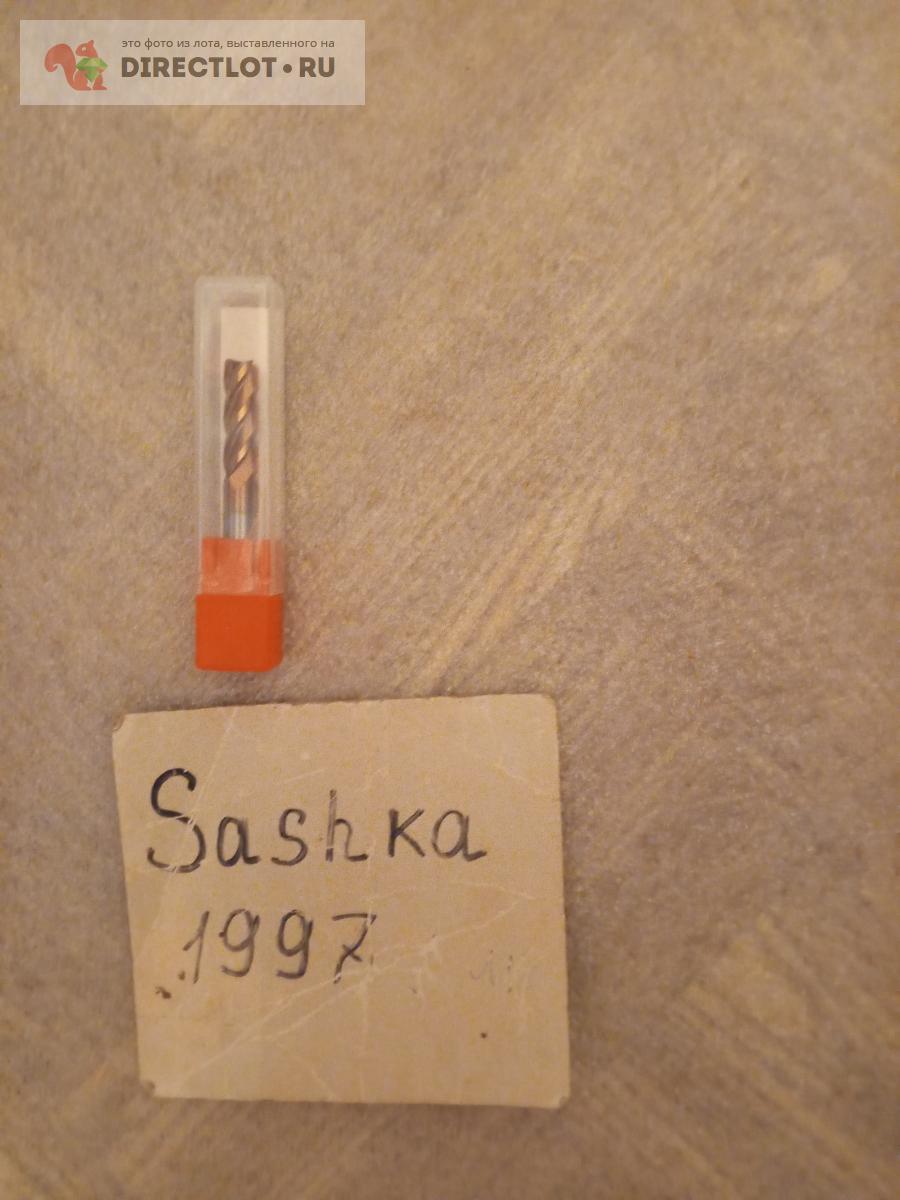 это фото из лота, выставленного на
DIRECTLOT•RU
Sashka
1997